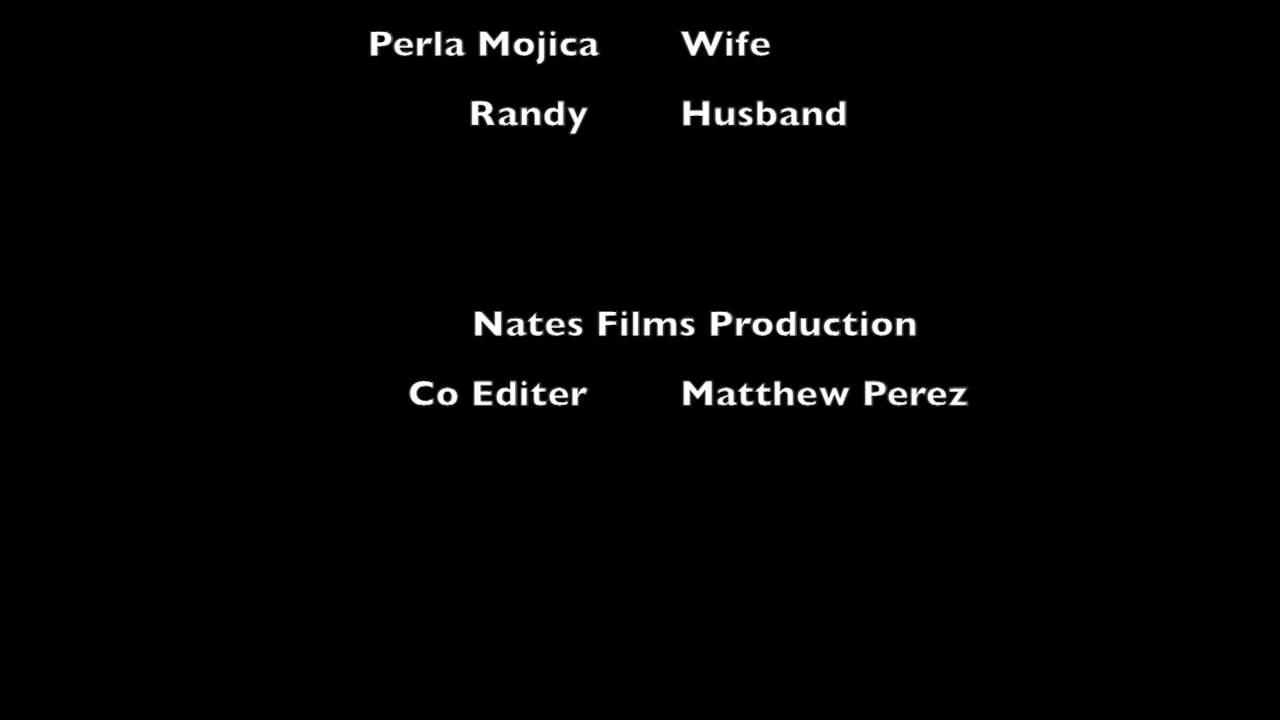 Perla Mojica Wife
Randy Husband
Nates Films Production
Co Editer Matthew Perez